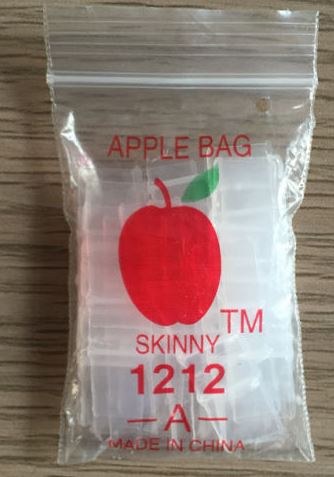 APPLE BAG
TM
SKINNY
1212
—A—
MADE IN CHINA